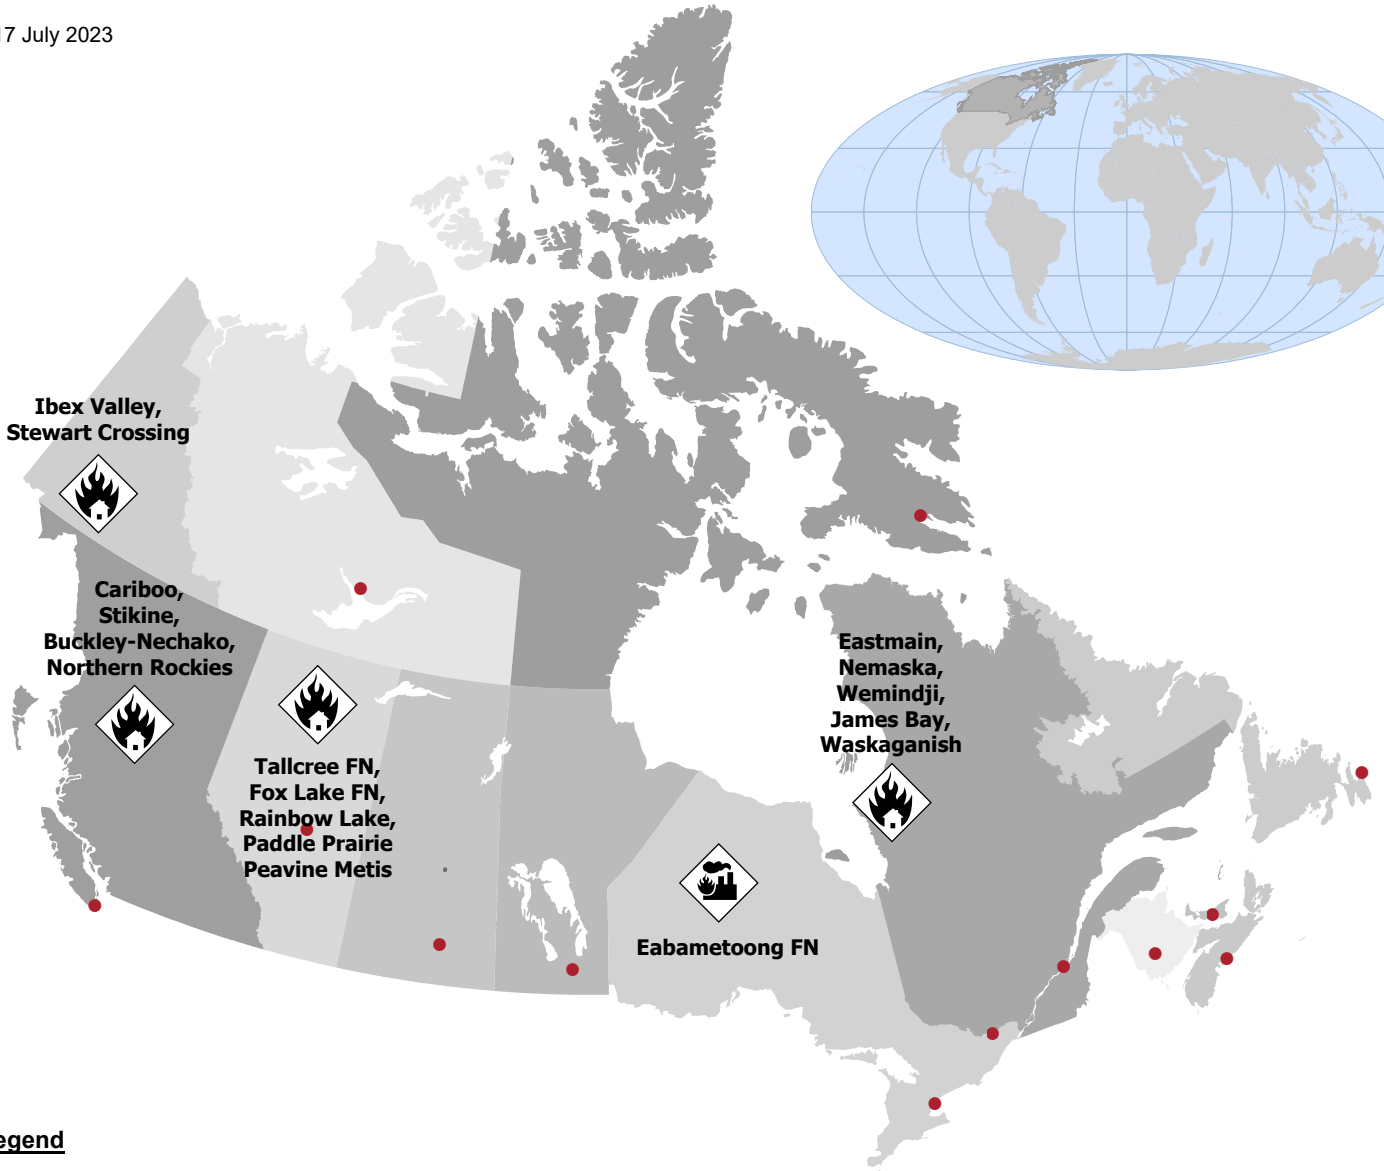 17 July 2023
Ibex Valley,
Stewart Crossing
Cariboo,
Stikine,
Buckley-Nechako,
Northern Rockies
Tallcree FN,
Fox Lake FN,
Rainbow Lake,
Paddle Prairie
Peavine Metis
Eastmain,
Nemaska,
Wemindji,
James Bay,
Waskaganish
Eabametoong FN
egend